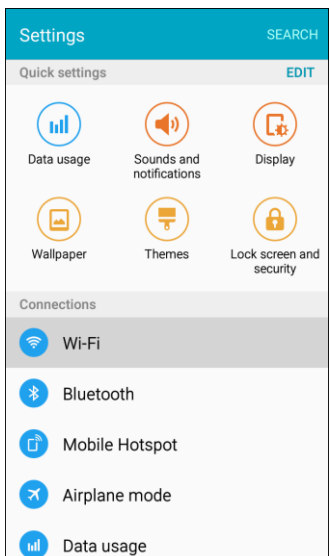 Settings SEARCH
Quick settings EDIT
Data usage
Sounds and
notifications
Display
Wallpaper
Themes
Lock screen and
security
Connections
Wi-Fi
Bluetooth
Mobile Hotspot
Airplane mode
Data usage